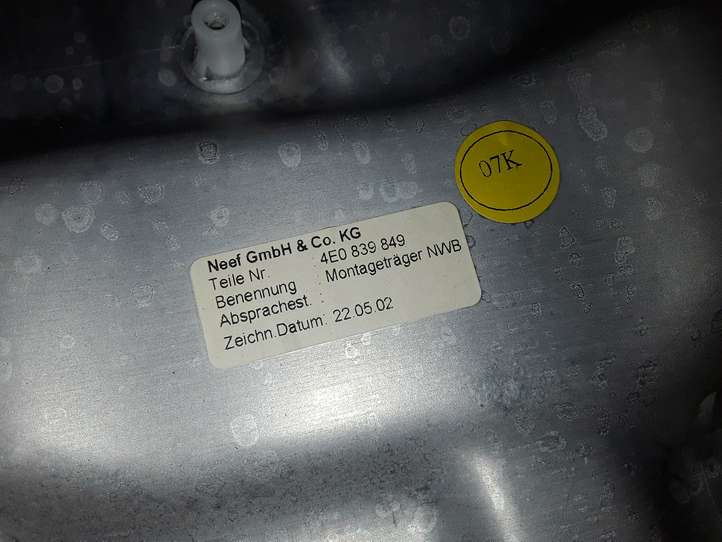 Neef GmbH & Co. KG
Teile Nr. : 4E0 839 849
Benennung : Montageträger NWB
Absprachest. :
Zeichn.Datum: 22.05.02
07K